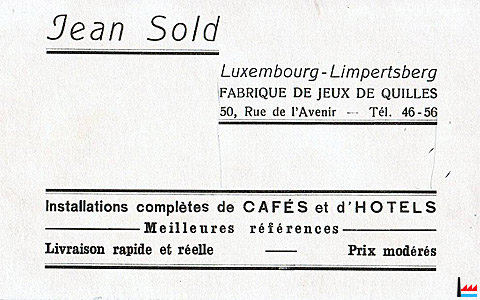 Jean Sold
Luxembourg-Limpertsberg
FABRIQUE DE JEUX DE QUILLES
50, Rue de l'Avenir — Tél. 46-56
Installations complètes de CAFÉS et d'HOTELS
Meilleures références
Livraison rapide et réelle — Prix modérés